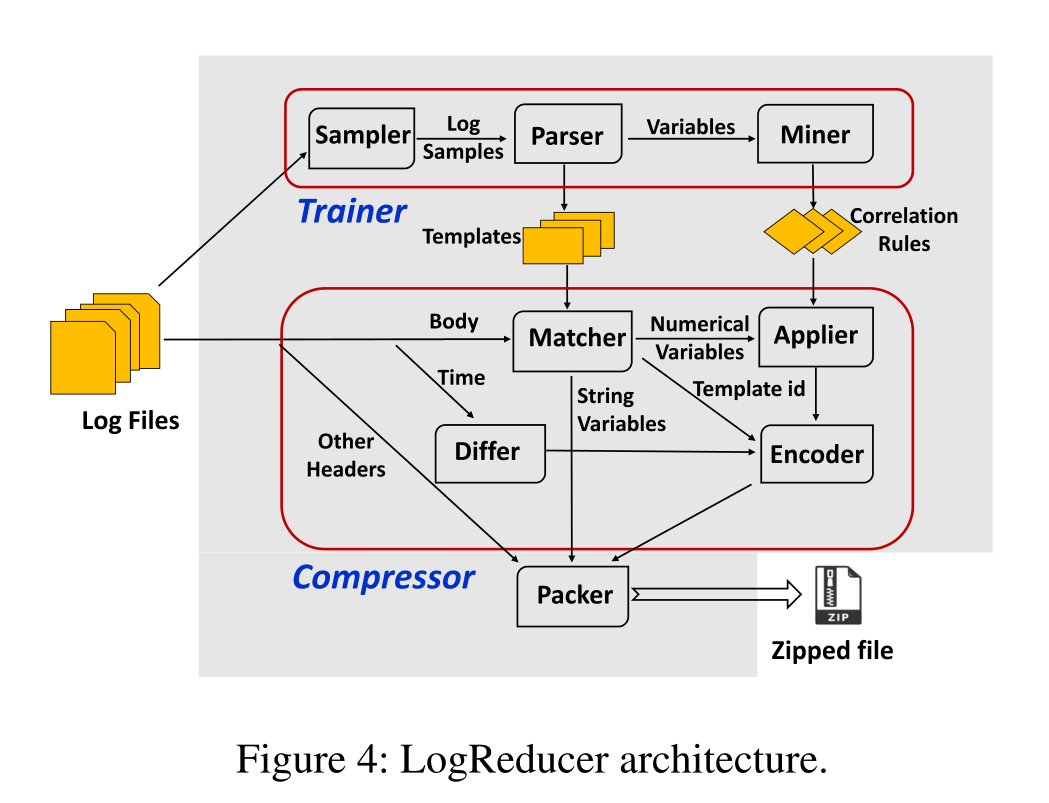 Sampler
Log
Samples
Parser
Variables
Miner
Trainer
Templates
Correlation
Rules
Log Files
Body
Matcher
Numerical
Variables
Applier
Time
String
Variables
Template id
Other
Headers
Differ
Encoder
Compressor
Packer
ZIP
Zipped file
Figure 4: LogReducer architecture.